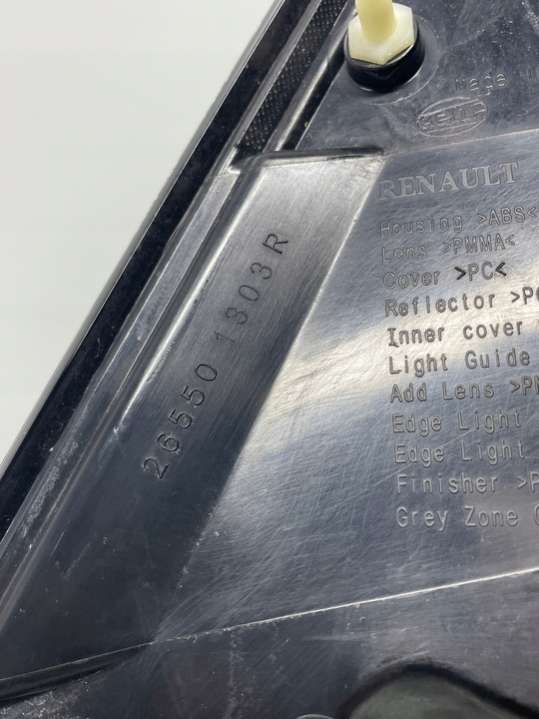 HELLA
RENAULT
Housing >ABS<
Lens >PMMA<
Cover >PC<
Reflector >P
Inner cover
Light Guide
Add Lens >P
Edge Light
Edge Light
Finisher >P
Grey Zone
26550 1303R